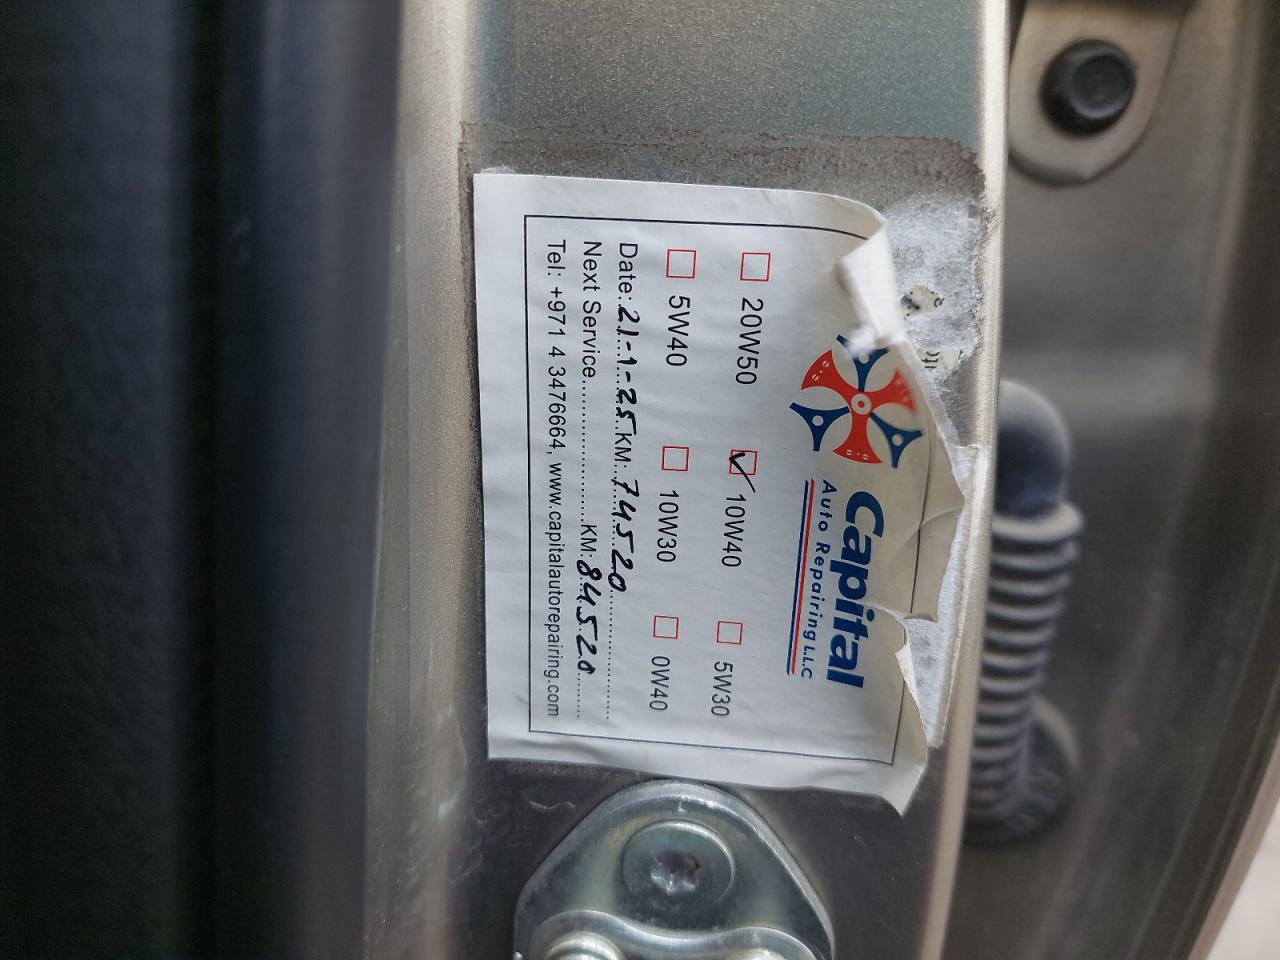 Capital
Auto Repairing L.L.C
20W50 10W40 5W30
5W40 10W30 0W40
Date: 21-1-25 KM: 74520
Next Service KM: 84520
Tel: +971 4 3476664, www.capitalautorepairing.com